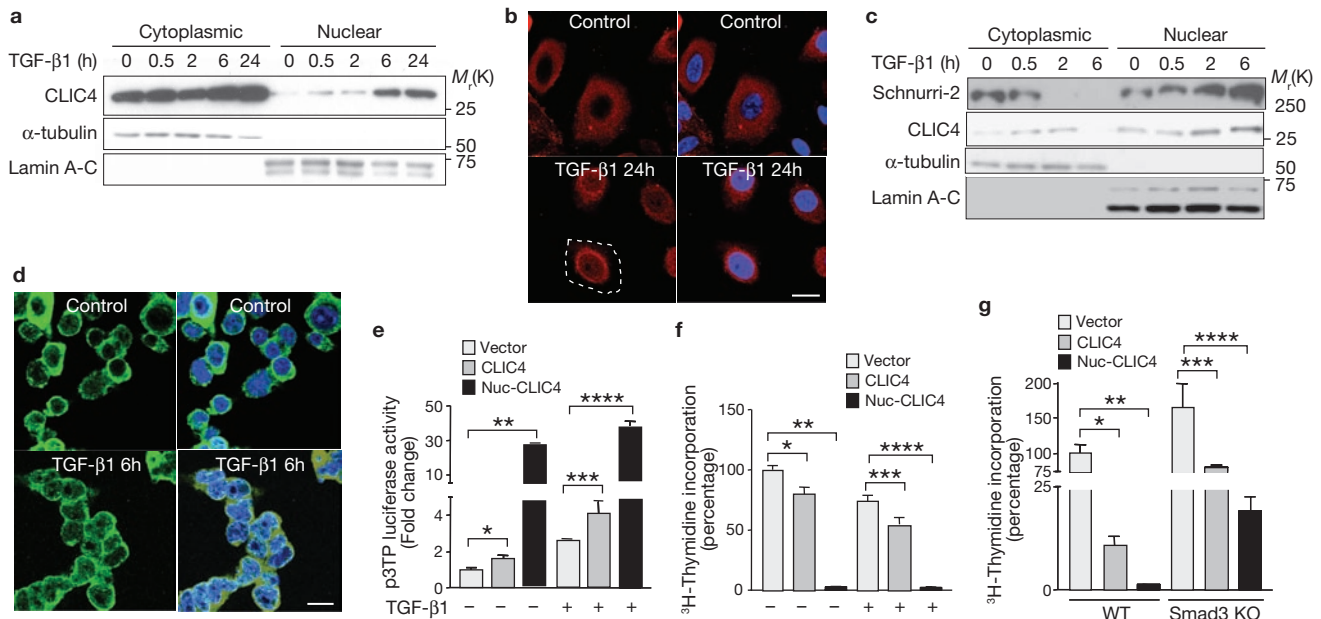 a
Cytoplasmic Nuclear
TGF-β1 (h) 0 0.5 2 6 24 0 0.5 2 6 24
Mr(K)
CLIC4
25
α-tubulin
50
75
Lamin A-C
b
Control Control
TGF-β1 24h TGF-β1 24h
c
Cytoplasmic Nuclear
TGF-β1 (h) 0 0.5 2 6 0 0.5 2 6
Mr(K)
Schnurri-2
250
CLIC4
25
α-tubulin
50
75
Lamin A-C
d
Control Control
TGF-β1 6h TGF-β1 6h
e
Vector
CLIC4
Nuc-CLIC4
p3TP luciferase activity
(Fold change)
50
30
10
4
2
0
* ** *** ****
TGF-β1 − − − + + +
f
Vector
CLIC4
Nuc-CLIC4
³H-Thymidine incorporation
(percentage)
150
100
50
0
* ** *** ****
− − − + + +
g
Vector
CLIC4
Nuc-CLIC4
³H-Thymidine incorporation
(percentage)
200
150
100
75
25
0
* ** *** ****
WT Smad3 KO